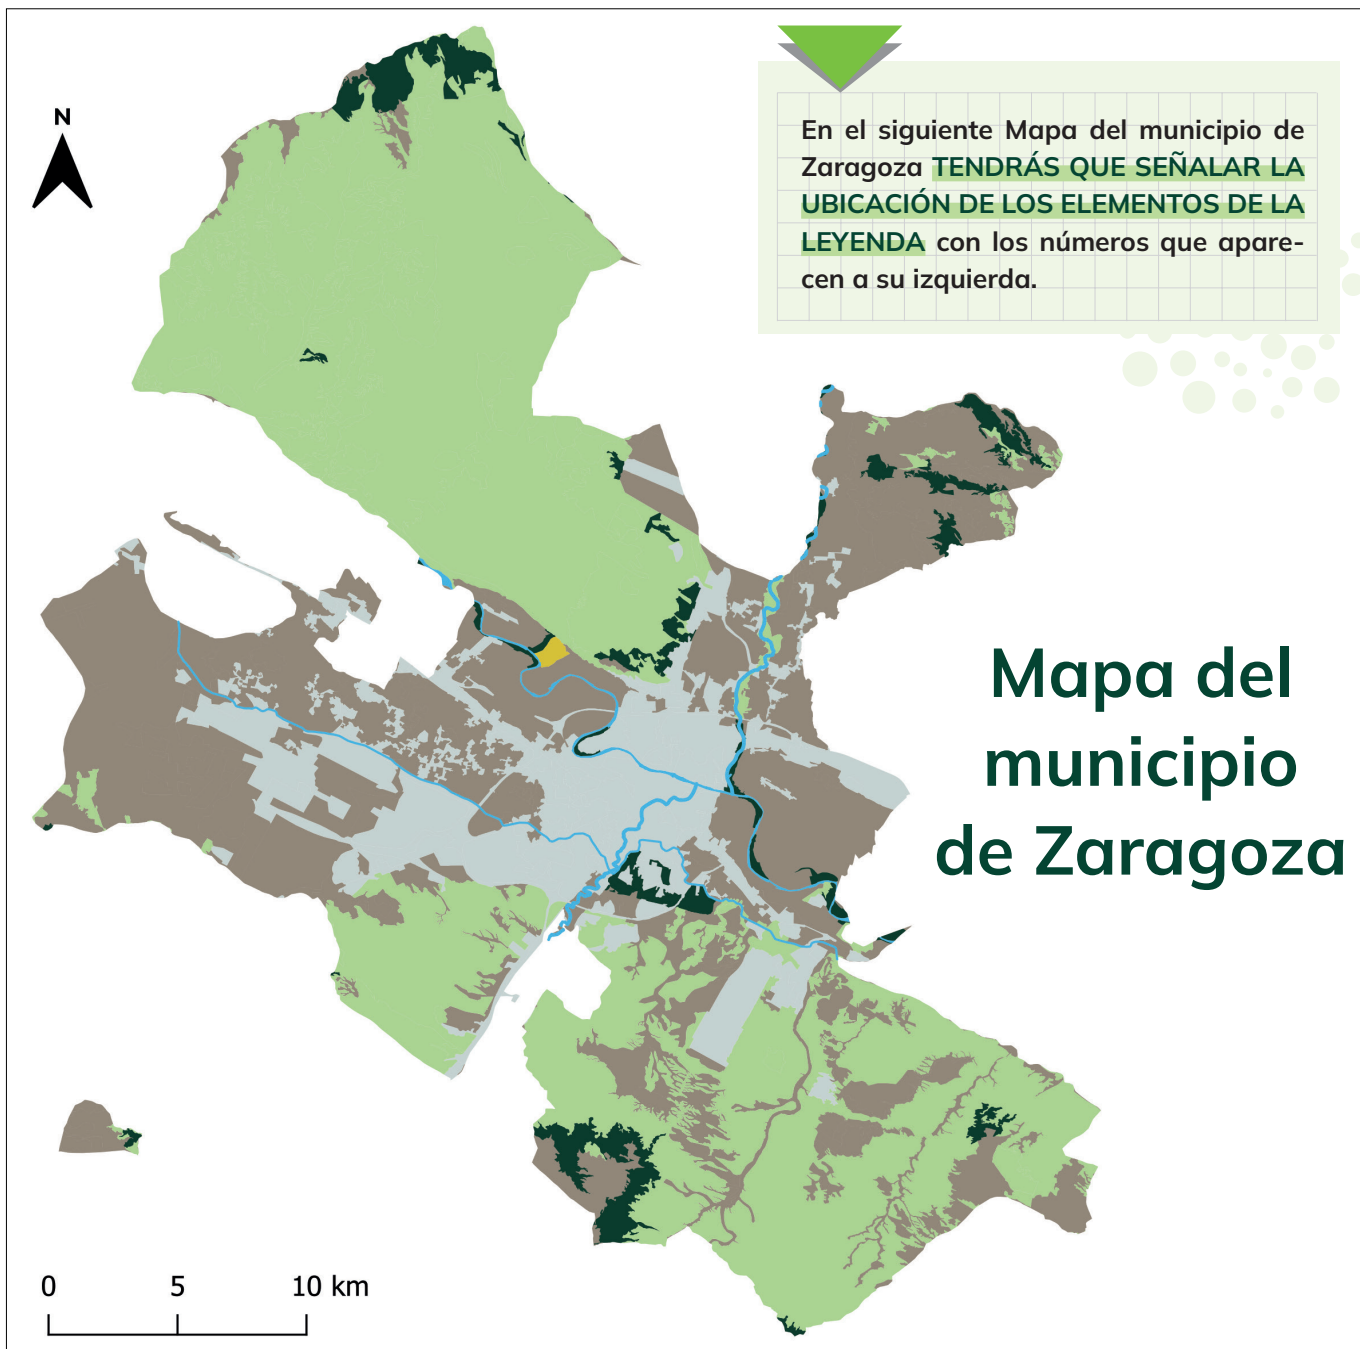 N
En el siguiente Mapa del municipio de
Zaragoza TENDRÁS QUE SEÑALAR LA
UBICACIÓN DE LOS ELEMENTOS DE LA
LEYENDA con los números que apare-
cen a su izquierda.
Mapa del
municipio
de Zaragoza
0 5 10 km